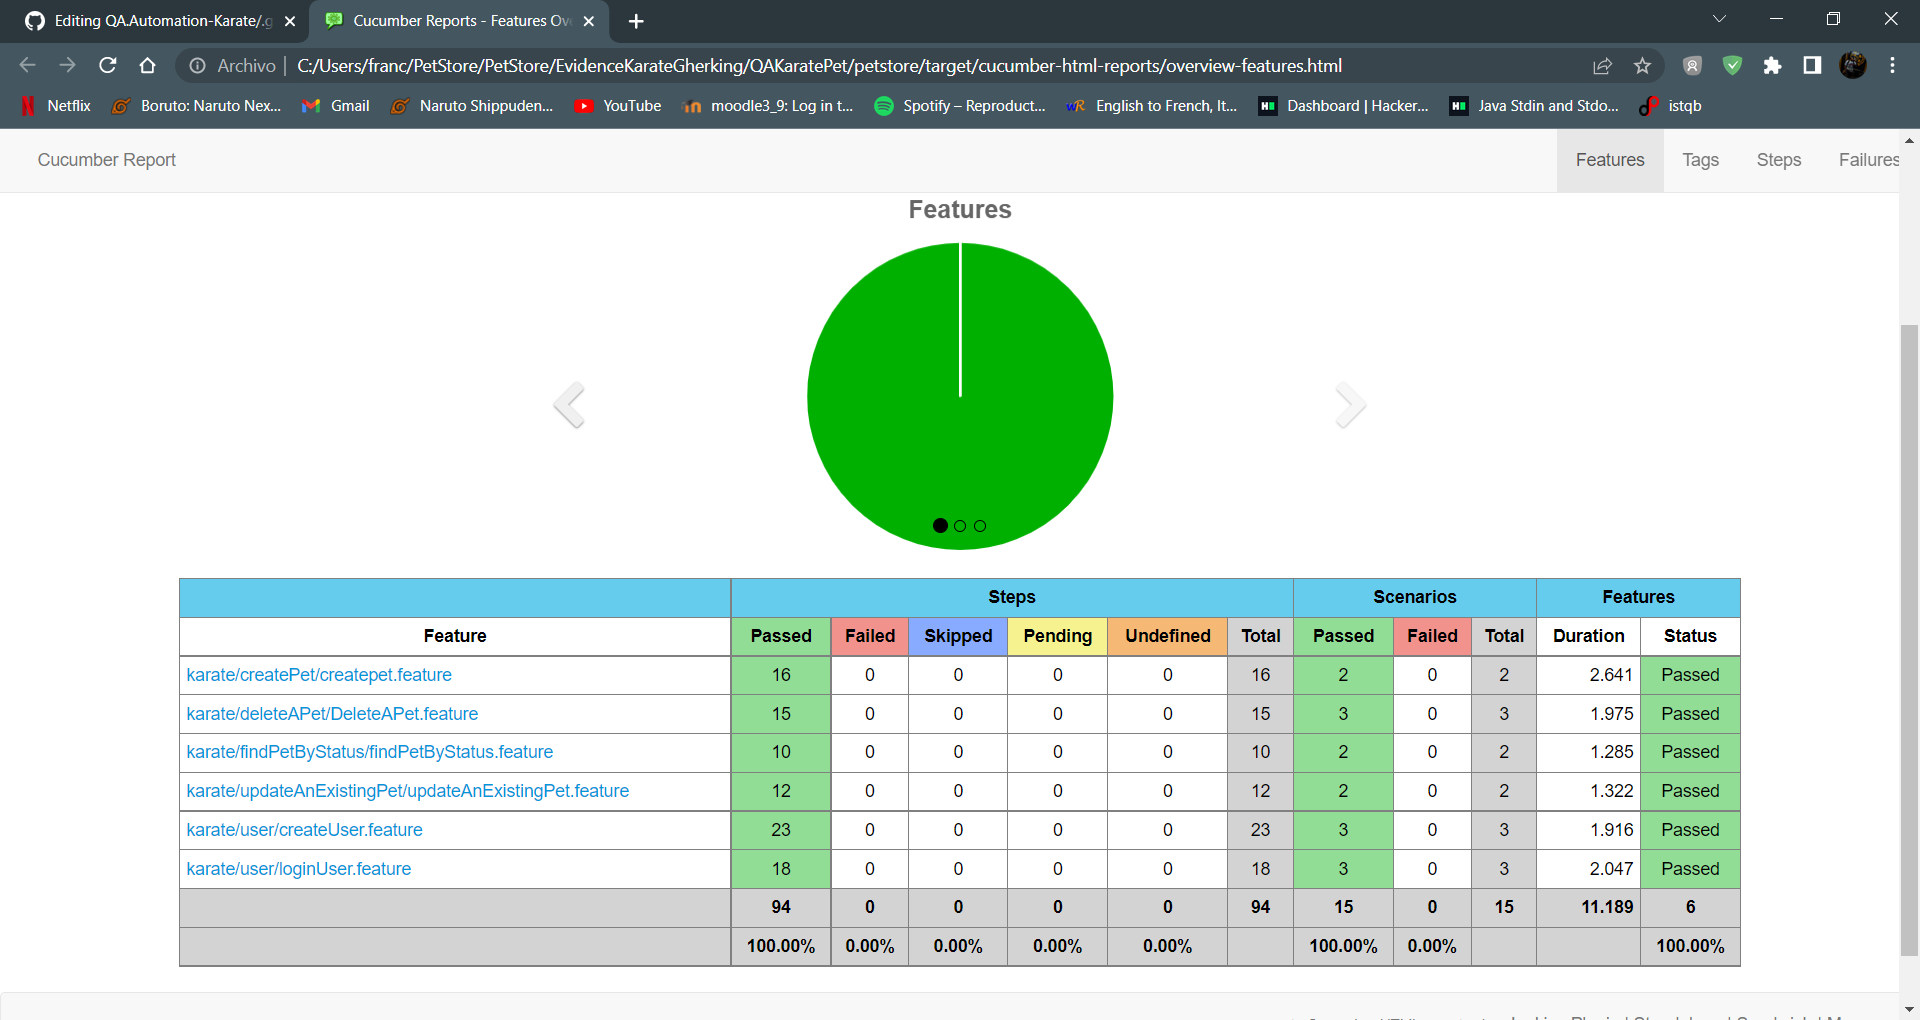 Editing QA.Automation-Karate/.g
Cucumber Reports - Features Ov
Archivo | C:/Users/franc/PetStore/PetStore/EvidenceKarateGherking/QAKaratePet/petstore/target/cucumber-html-reports/overview-features.html
Netflix Boruto: Naruto Nex... Gmail Naruto Shippuden... YouTube moodle3_9: Log in t... Spotify – Reproduct... English to French, It... Dashboard | Hacker... Java Stdin and Stdo... istqb
Cucumber Report Features Tags Steps Failures
Features
Steps Scenarios Features
Feature Passed Failed Skipped Pending Undefined Total Passed Failed Total Duration Status
karate/createPet/createpet.feature 16 0 0 0 0 16 2 0 2 2.641 Passed
karate/deleteAPet/DeleteAPet.feature 15 0 0 0 0 15 3 0 3 1.975 Passed
karate/findPetByStatus/findPetByStatus.feature 10 0 0 0 0 10 2 0 2 1.285 Passed
karate/updateAnExistingPet/updateAnExistingPet.feature 12 0 0 0 0 12 2 0 2 1.322 Passed
karate/user/createUser.feature 23 0 0 0 0 23 3 0 3 1.916 Passed
karate/user/loginUser.feature 18 0 0 0 0 18 3 0 3 2.047 Passed
94 0 0 0 0 94 15 0 15 11.189 6
100.00% 0.00% 0.00% 0.00% 0.00% 100.00% 0.00% 100.00%